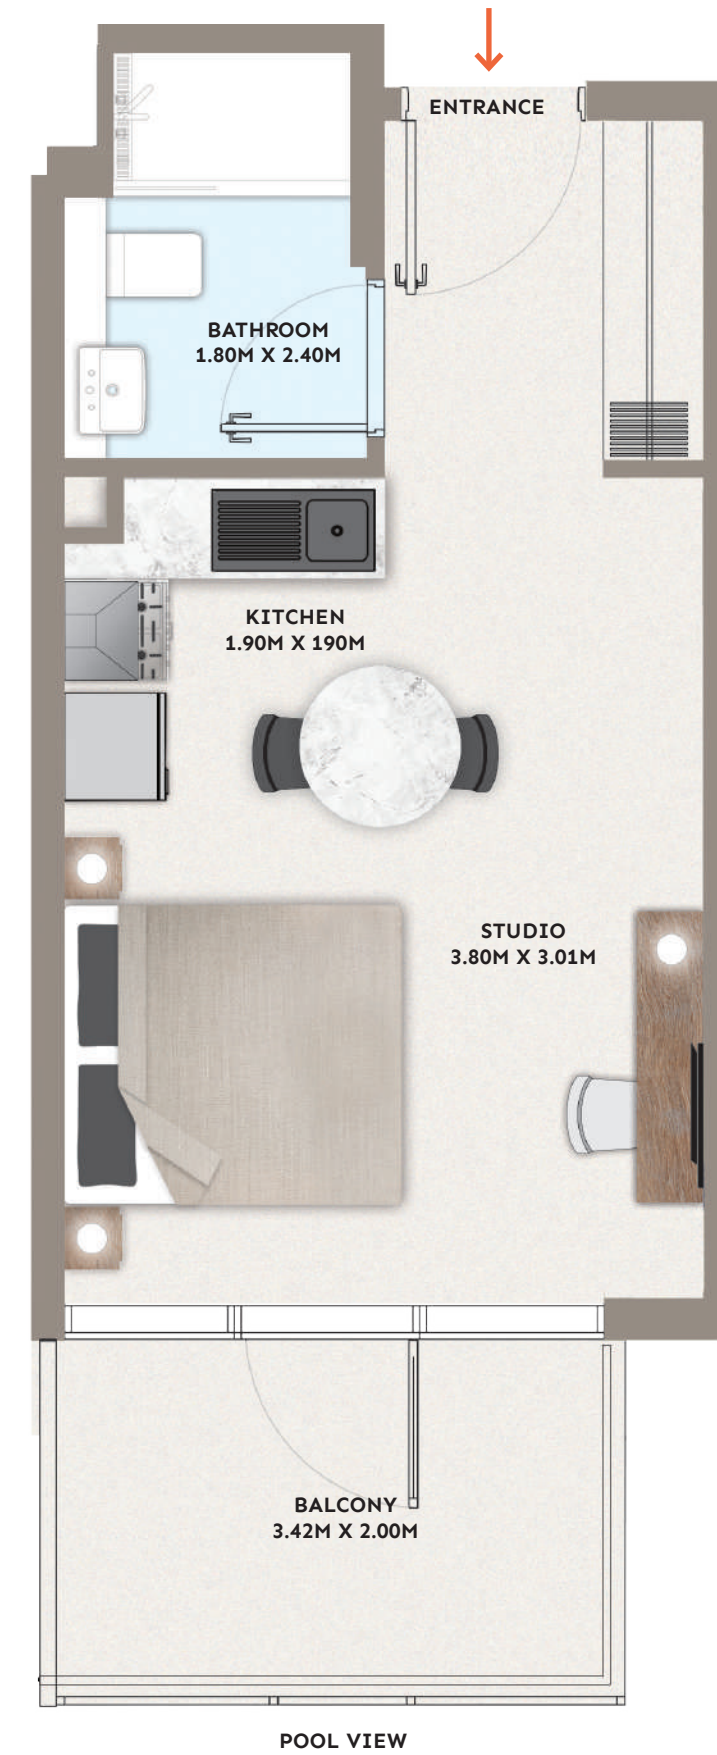 ENTRANCE
BATHROOM
1.80M X 2.40M
KITCHEN
1.90M X 190M
STUDIO
3.80M X 3.01M
BALCONY
3.42M X 2.00M
POOL VIEW